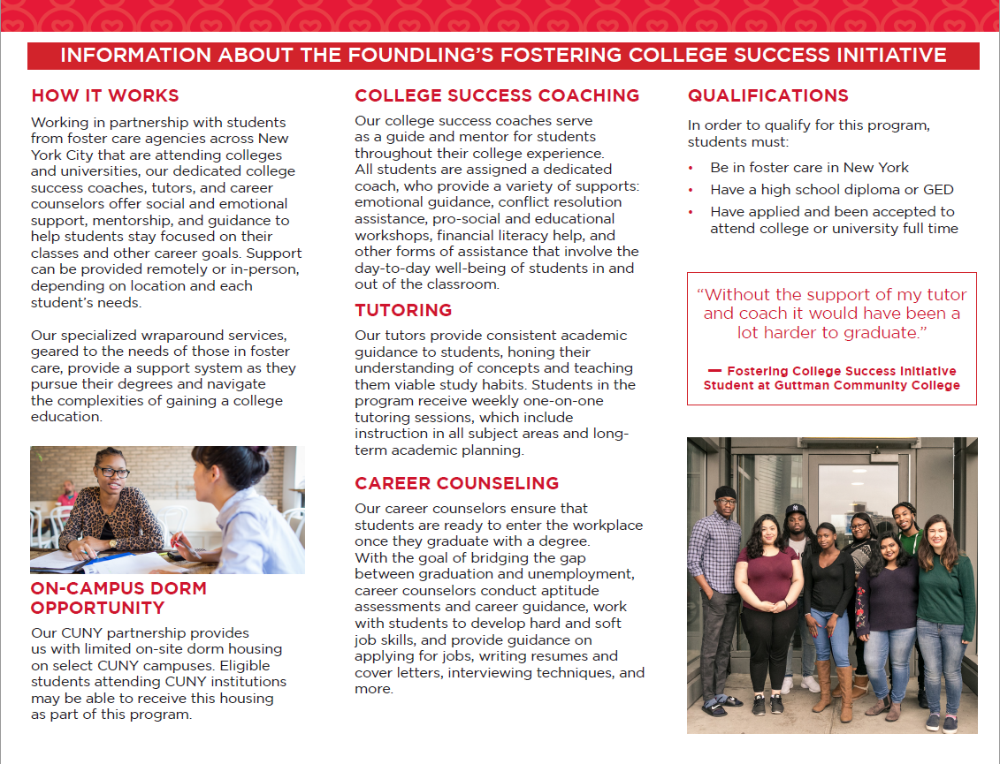 INFORMATION ABOUT THE FOUNDLING'S FOSTERING COLLEGE SUCCESS INITIATIVE
HOW IT WORKS
Working in partnership with students
from foster care agencies across New
York City that are attending colleges
and universities, our dedicated college
success coaches, tutors, and career
counselors offer social and emotional
support, mentorship, and guidance to
help students stay focused on their
classes and other career goals. Support
can be provided remotely or in-person,
depending on location and each
student's needs.
Our specialized wraparound services,
geared to the needs of those in foster
care, provide a support system as they
pursue their degrees and navigate
the complexities of gaining a college
education.
ON-CAMPUS DORM
OPPORTUNITY
Our CUNY partnership provides
us with limited on-site dorm housing
on select CUNY campuses. Eligible
students attending CUNY institutions
may be able to receive this housing
as part of this program.
COLLEGE SUCCESS COACHING
Our college success coaches serve
as a guide and mentor for students
throughout their college experience.
All students are assigned a dedicated
coach, who provide a variety of supports:
emotional guidance, conflict resolution
assistance, pro-social and educational
workshops, financial literacy help, and
other forms of assistance that involve the
day-to-day well-being of students in and
out of the classroom.
TUTORING
Our tutors provide consistent academic
guidance to students, honing their
understanding of concepts and teaching
them viable study habits. Students in the
program receive weekly one-on-one
tutoring sessions, which include
instruction in all subject areas and long-
term academic planning.
CAREER COUNSELING
Our career counselors ensure that
students are ready to enter the workplace
once they graduate with a degree.
With the goal of bridging the gap
between graduation and unemployment,
career counselors conduct aptitude
assessments and career guidance, work
with students to develop hard and soft
job skills, and provide guidance on
applying for jobs, writing resumes and
cover letters, interviewing techniques, and
more.
QUALIFICATIONS
In order to qualify for this program,
students must:
• Be in foster care in New York
• Have a high school diploma or GED
• Have applied and been accepted to
attend college or university full time
“Without the support of my tutor
and coach it would have been a
lot harder to graduate.”
— Fostering College Success Initiative
Student at Guttman Community College